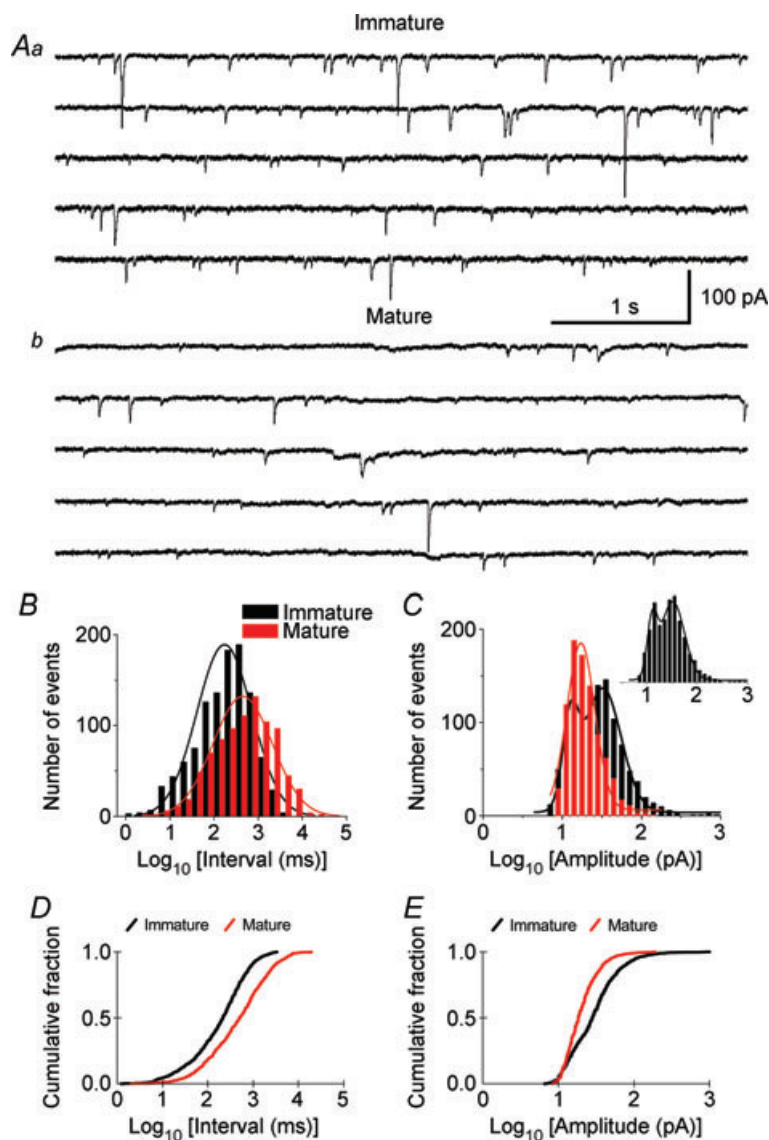 Immature
Aa
1 s
100 pA
Mature
b
B
Immature
Mature
Number of events
200
100
0
0 1 2 3 4 5
Log10 [Interval (ms)]
C
Number of events
200
100
0
0 1 2 3
Log10 [Amplitude (pA)]
0 1 2 3
D
Immature Mature
Cumulative fraction
1.0
0.5
0.0
0 1 2 3 4 5
Log10 [Interval (ms)]
E
Immature Mature
Cumulative fraction
1.0
0.5
0.0
0 1 2 3
Log10 [Amplitude (pA)]